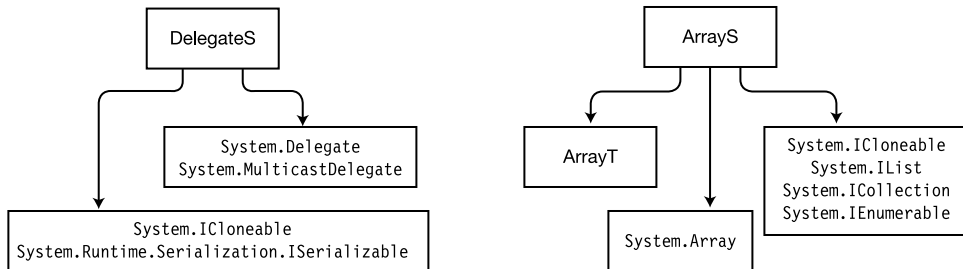 DelegateS
System.Delegate
System.MulticastDelegate
System.ICloneable
System.Runtime.Serialization.ISerializable
ArrayS
ArrayT
System.Array
System.ICloneable
System.IList
System.ICollection
System.IEnumerable